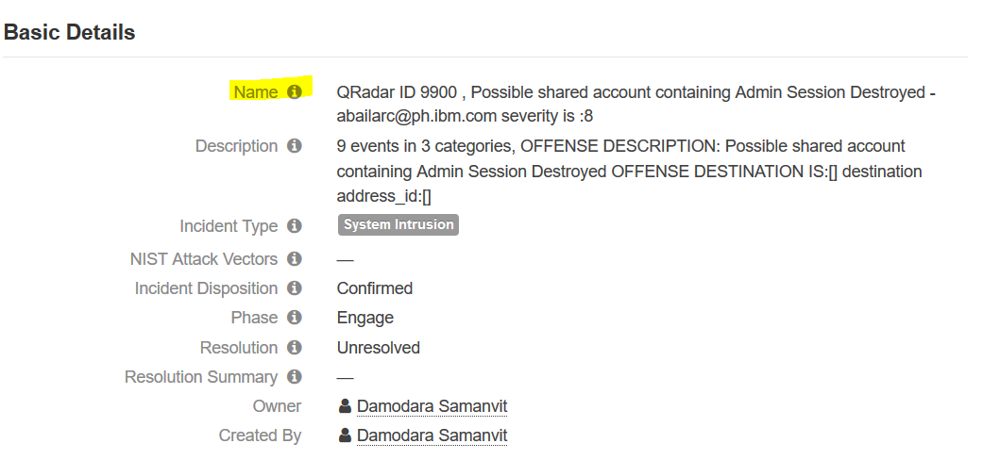 Basic Details
Name QRadar ID 9900 , Possible shared account containing Admin Session Destroyed -
abailarc@ph.ibm.com severity is :8
Description 9 events in 3 categories, OFFENSE DESCRIPTION: Possible shared account
containing Admin Session Destroyed OFFENSE DESTINATION IS:[] destination
address_id:[]
Incident Type System Intrusion
NIST Attack Vectors —
Incident Disposition Confirmed
Phase Engage
Resolution Unresolved
Resolution Summary —
Owner Damodara Samanvit
Created By Damodara Samanvit